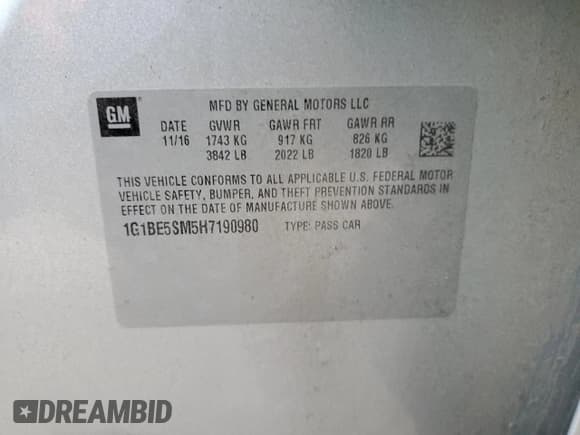 GM
MFD BY GENERAL MOTORS LLC
DATE GVWR GAWR FRT GAWR RR
11/16 1743 KG 917 KG 826 KG
3842 LB 2022 LB 1820 LB
THIS VEHICLE CONFORMS TO ALL APPLICABLE U.S. FEDERAL MOTOR
VEHICLE SAFETY, BUMPER, AND THEFT PREVENTION STANDARDS IN
EFFECT ON THE DATE OF MANUFACTURE SHOWN ABOVE.
1G1BE5SM5H7190980 TYPE: PASS CAR
DREAMBID